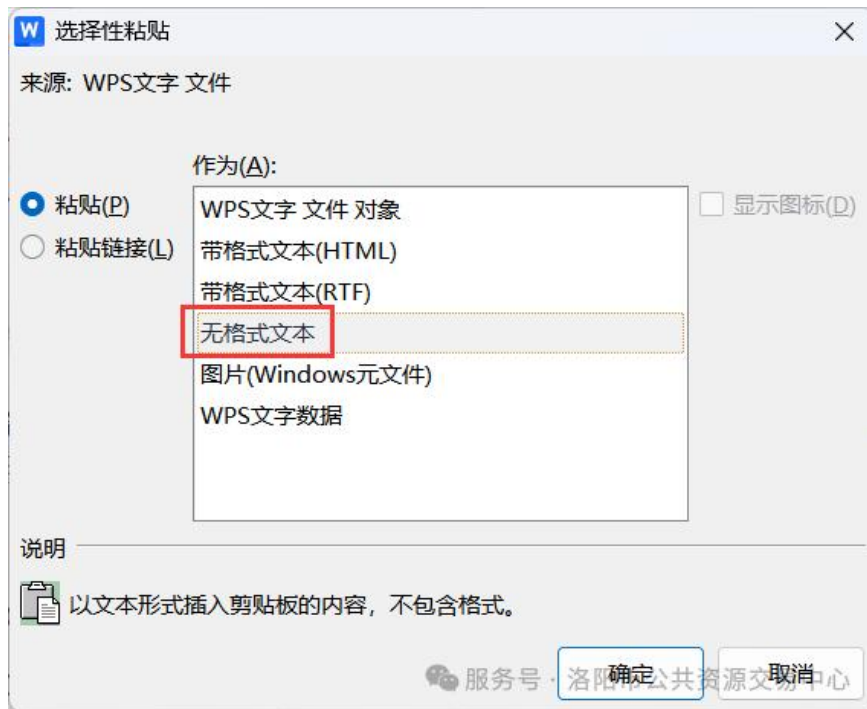 W 选择性粘贴
来源: WPS文字 文件
作为(A):
粘贴(P)
粘贴链接(L)
WPS文字 文件 对象
带格式文本(HTML)
带格式文本(RTF)
无格式文本
图片(Windows元文件)
WPS文字数据
显示图标(D)
说明
以文本形式插入剪贴板的内容，不包含格式。
确定 取消
服务号 · 洛阳市公共资源交易中心